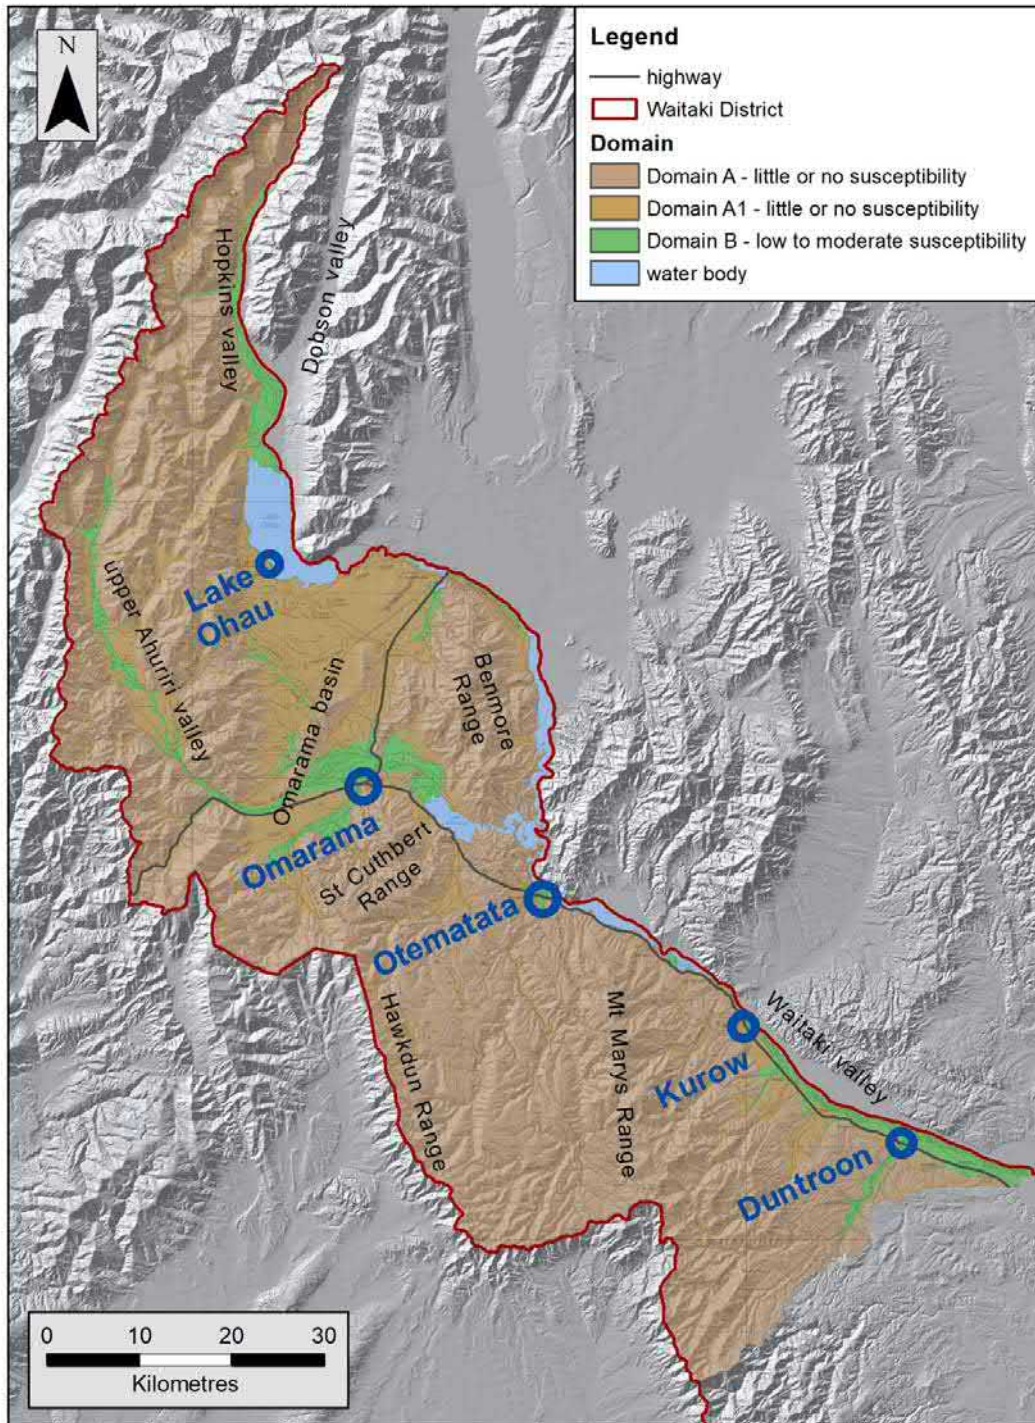 N
Legend
highway
Waitaki District
Domain
Domain A - little or no susceptibility
Domain A1 - little or no susceptibility
Domain B - low to moderate susceptibility
water body
Hopkins valley
Dobson valley
Lake
Ohau
upper Ahuriri valley
Omarama basin
Benmore
Range
Omarama
St Cuthbert
Range
Otematata
Hawkdun Range
Mt Marys Range
Waitaki valley
Kurow
Duntroon
0 10 20 30
Kilometres